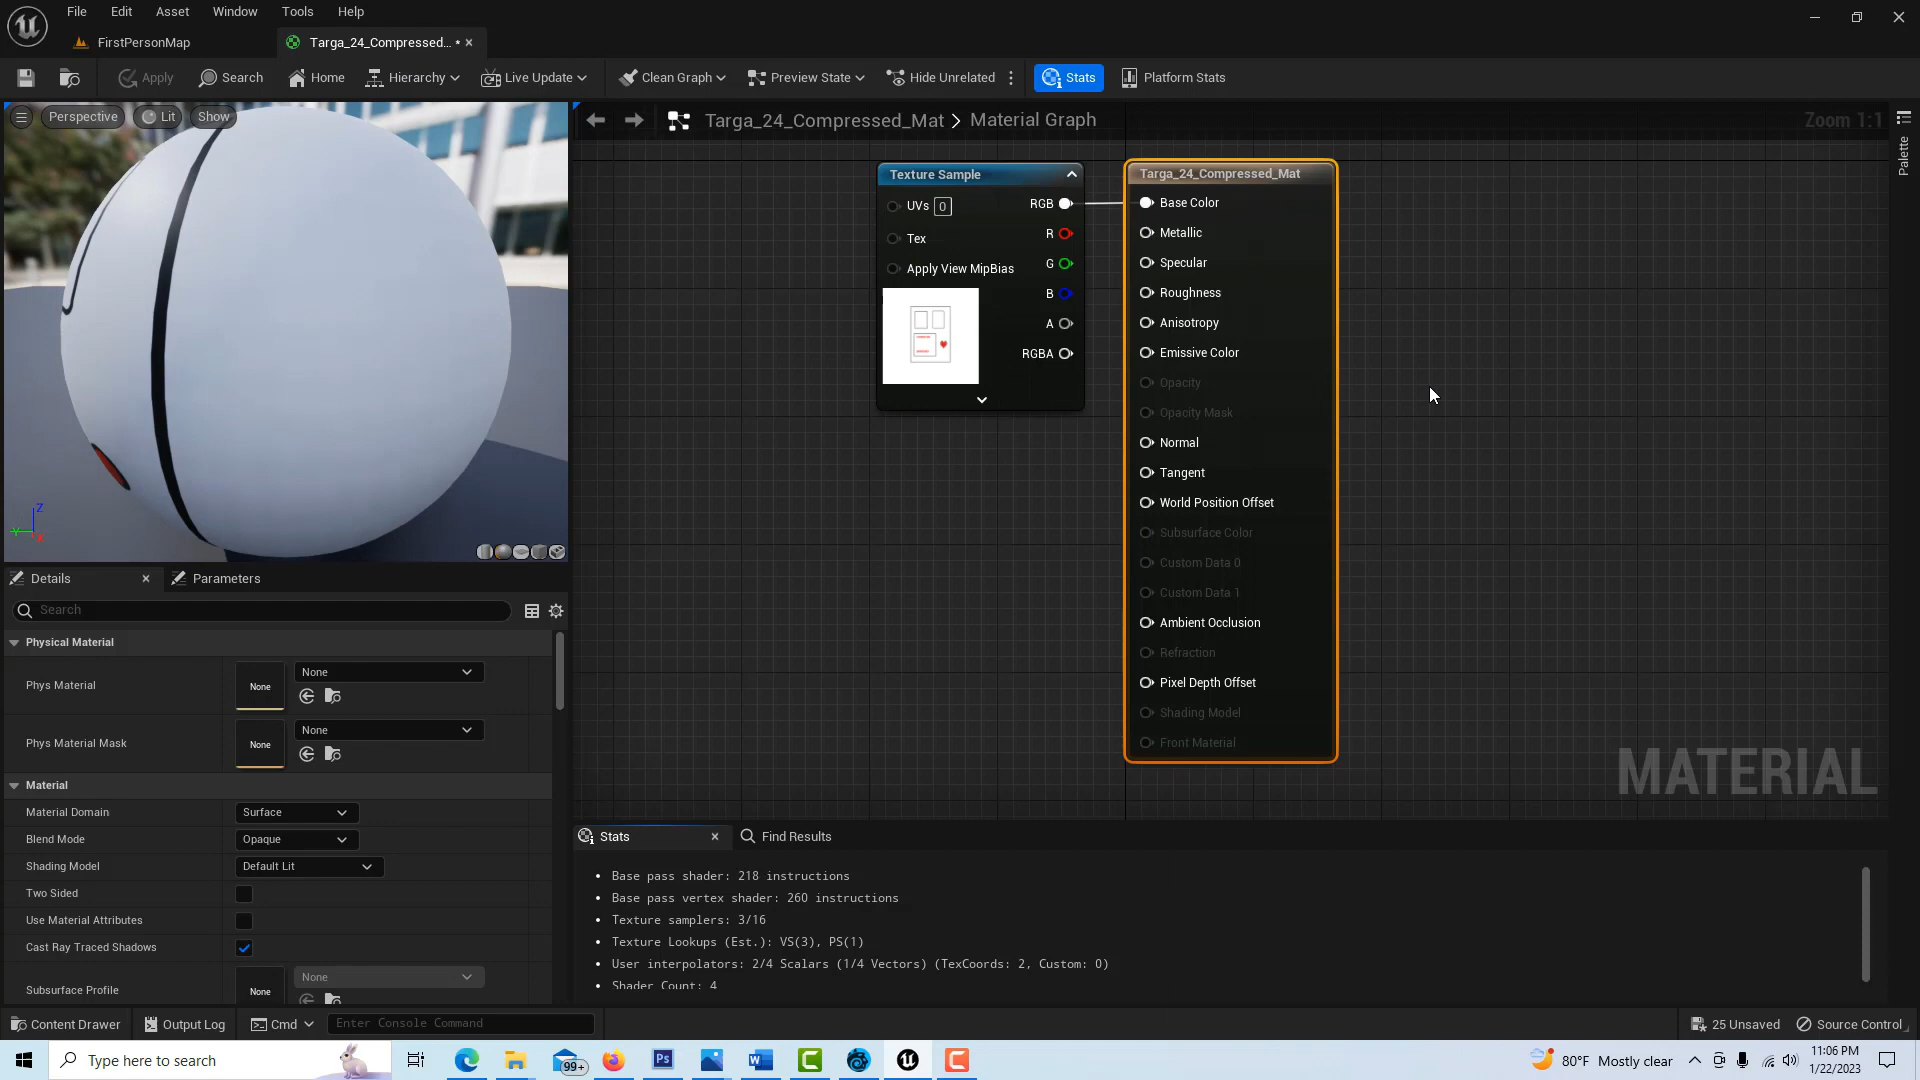 File Edit Asset Window Tools Help
FirstPersonMap Targa_24_Compressed... •
Apply Search Home Hierarchy Live Update Clean Graph Preview State Hide Unrelated Stats Platform Stats
Perspective Lit Show
Targa_24_Compressed_Mat > Material Graph Zoom 1:1
Palette
Texture Sample
UVs 0 RGB
R
Tex
G
Apply View MipBias
B
A
RGBA
Targa_24_Compressed_Mat
Base Color
Metallic
Specular
Roughness
Anisotropy
Emissive Color
Opacity
Opacity Mask
Normal
Tangent
World Position Offset
Subsurface Color
Custom Data 0
Custom Data 1
Ambient Occlusion
Refraction
Pixel Depth Offset
Shading Model
Front Material
MATERIAL
Z
Details Parameters
Search
Physical Material
Phys Material None None
Phys Material Mask None None
Material
Material Domain Surface
Blend Mode Opaque
Shading Model Default Lit
Two Sided
Use Material Attributes
Cast Ray Traced Shadows
Subsurface Profile None None
Stats Find Results
• Base pass shader: 218 instructions
• Base pass vertex shader: 260 instructions
• Texture samplers: 3/16
• Texture Lookups (Est.): VS(3), PS(1)
• User interpolators: 2/4 Scalars (1/4 Vectors) (TexCoords: 2, Custom: 0)
• Shader Count: 4
Content Drawer Output Log Cmd Enter Console Command 25 Unsaved Source Control
Type here to search 99+ Ps 80°F Mostly clear 11:06 PM
1/22/2023